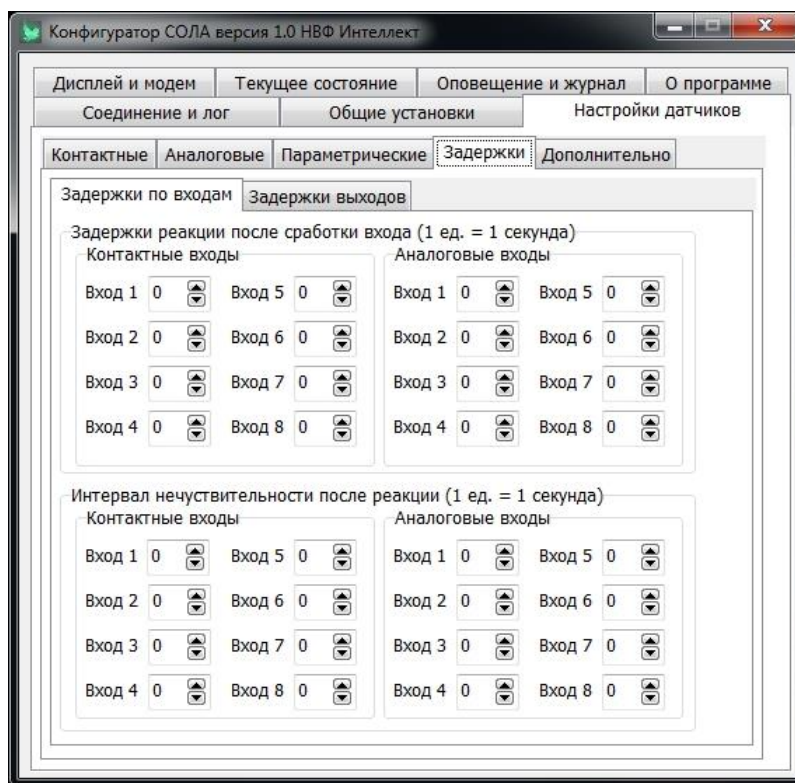 Конфигуратор СОЛА версия 1.0 НВФ Интеллект
Дисплей и модем Текущее состояние Оповещение и журнал О программе
Соединение и лог Общие установки Настройки датчиков
Контактные Аналоговые Параметрические Задержки Дополнительно
Задержки по входам Задержки выходов
Задержки реакции после сработки входа (1 ед. = 1 секунда)
Контактные входы Аналоговые входы
Вход 1 0 Вход 5 0 Вход 1 0 Вход 5 0
Вход 2 0 Вход 6 0 Вход 2 0 Вход 6 0
Вход 3 0 Вход 7 0 Вход 3 0 Вход 7 0
Вход 4 0 Вход 8 0 Вход 4 0 Вход 8 0
Интервал нечуствительности после реакции (1 ед. = 1 секунда)
Контактные входы Аналоговые входы
Вход 1 0 Вход 5 0 Вход 1 0 Вход 5 0
Вход 2 0 Вход 6 0 Вход 2 0 Вход 6 0
Вход 3 0 Вход 7 0 Вход 3 0 Вход 7 0
Вход 4 0 Вход 8 0 Вход 4 0 Вход 8 0